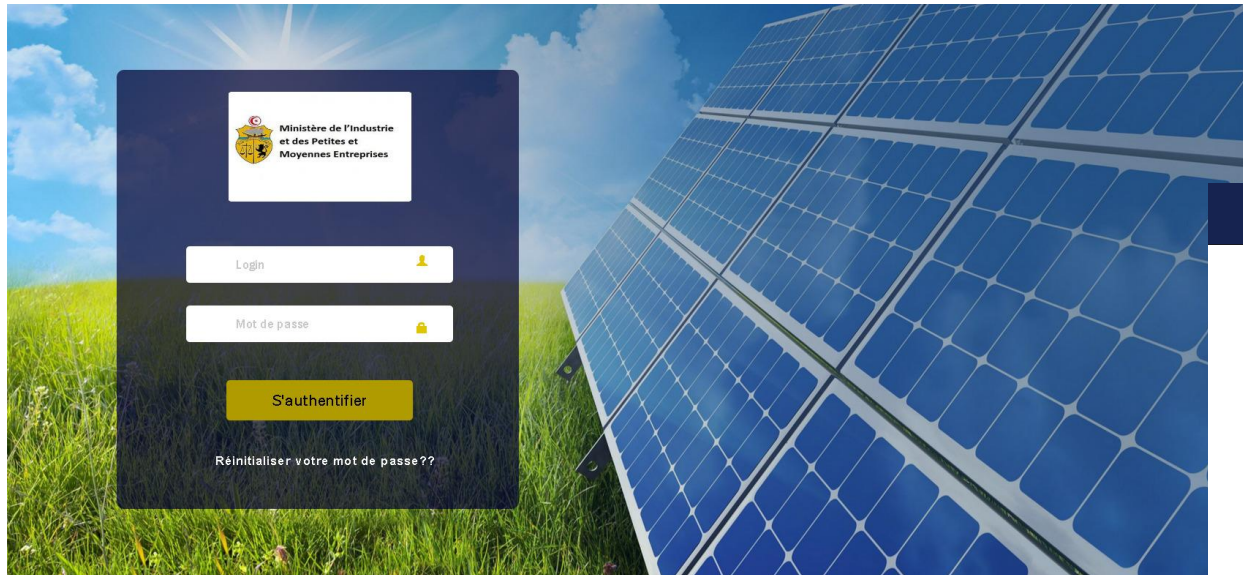 Ministère de l'Industrie
et des Petites et
Moyennes Entreprises
Login
Mot de passe
S'authentifier
Réinitialiser votre mot de passe??